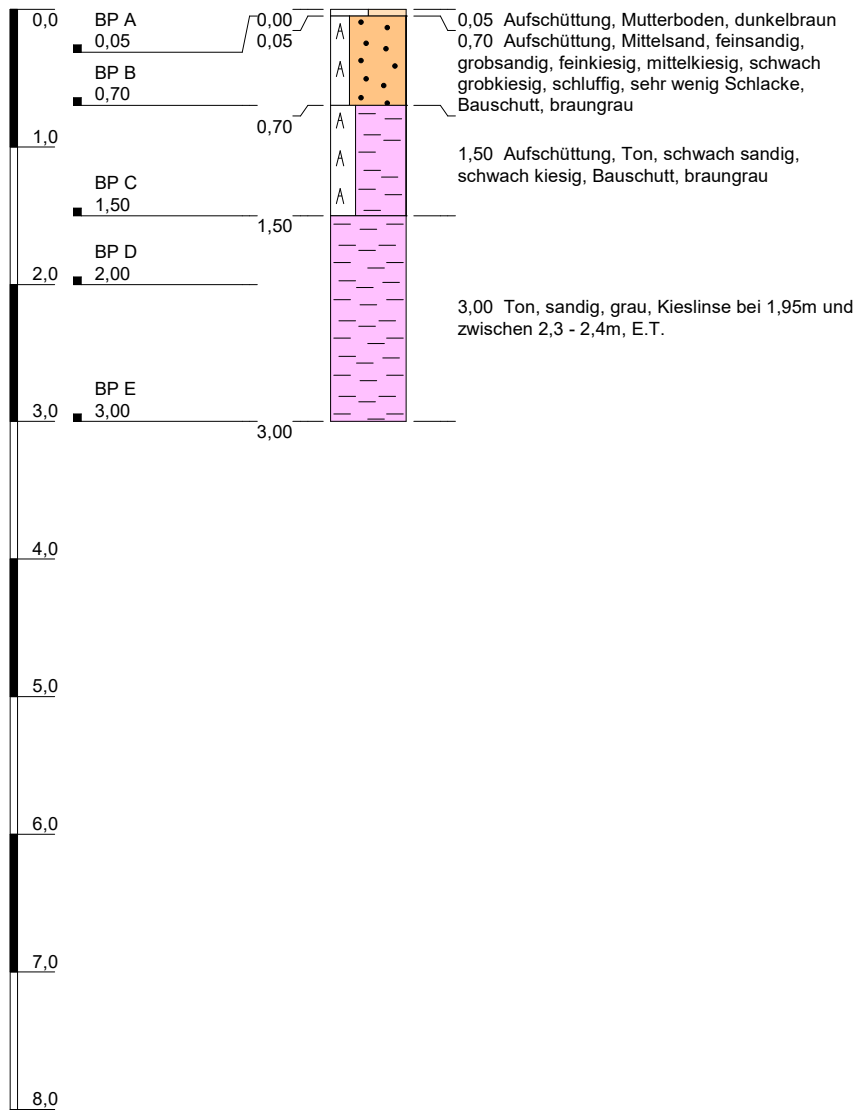 0,0
1,0
2,0
3,0
4,0
5,0
6,0
7,0
8,0
BP A
0,05
BP B
0,70
BP C
1,50
BP D
2,00
BP E
3,00
0,00
0,05
0,70
1,50
3,00
A
A
A
A
A
0,05 Aufschüttung, Mutterboden, dunkelbraun
0,70 Aufschüttung, Mittelsand, feinsandig,
grobsandig, feinkiesig, mittelkiesig, schwach
grobkiesig, schluffig, sehr wenig Schlacke,
Bauschutt, braungrau
1,50 Aufschüttung, Ton, schwach sandig,
schwach kiesig, Bauschutt, braungrau
3,00 Ton, sandig, grau, Kieslinse bei 1,95m und
zwischen 2,3 - 2,4m, E.T.